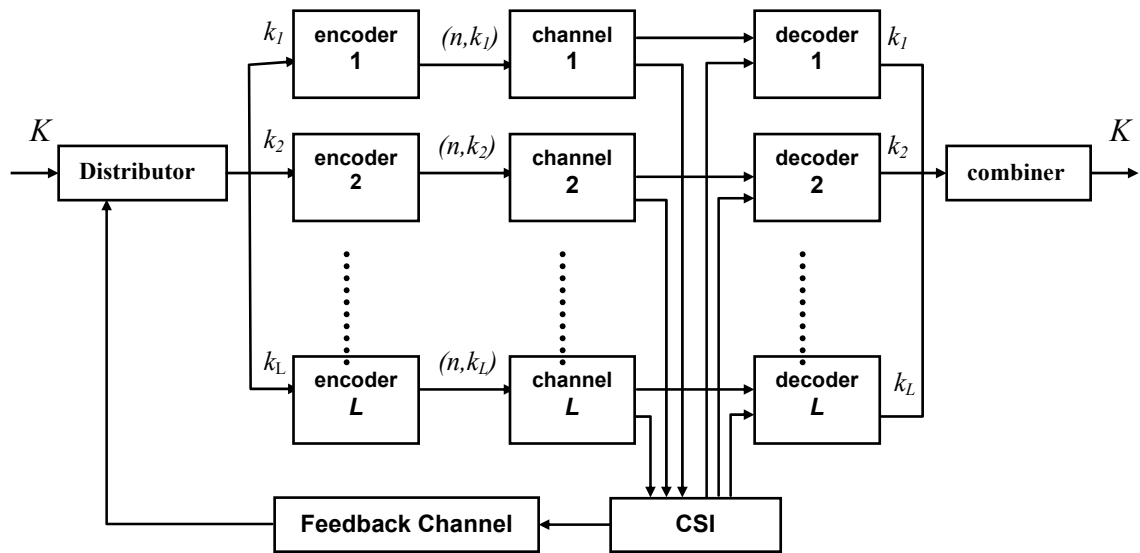 k1
encoder
1
(n,k1)
channel
1
decoder
1
k1
K
Distributor
k2
encoder
2
(n,k2)
channel
2
decoder
2
k2
combiner
K
kL
encoder
L
(n,kL)
channel
L
decoder
L
kL
Feedback Channel
CSI